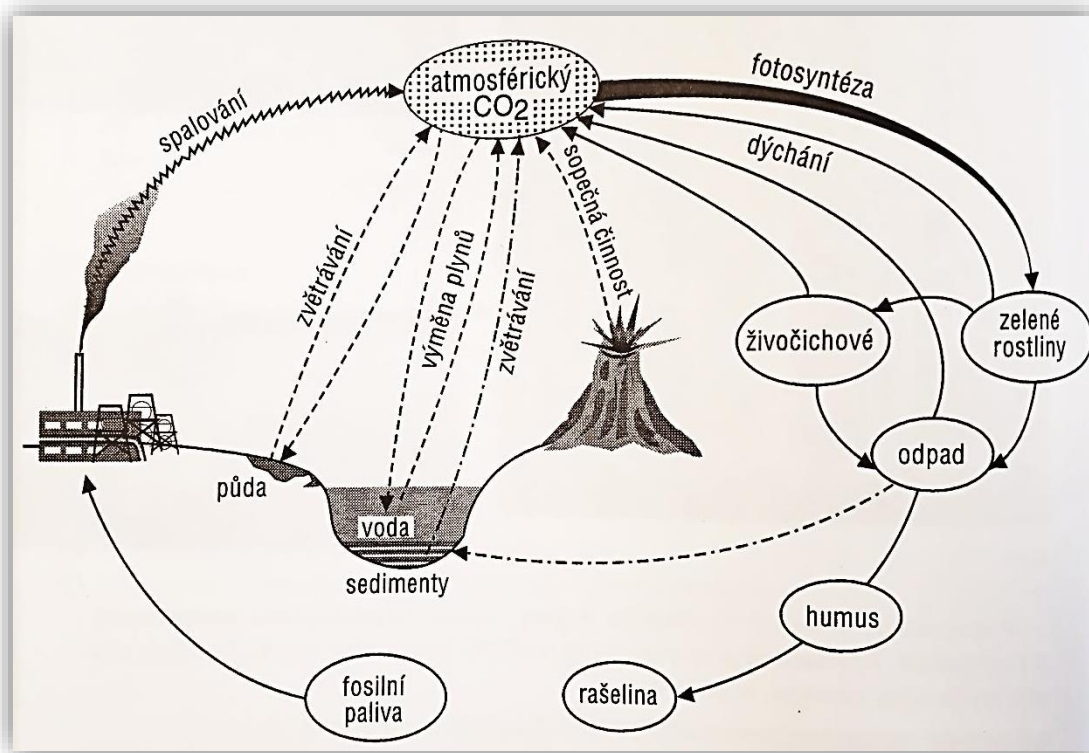 atmosférický
CO2
fotosyntéza
spalování
dýchání
sopečná činnost
zvětrávání
výměna plynů
zvětrávání
živočichové
zelené
rostliny
odpad
půda
voda
sedimenty
humus
fosilní
paliva
rašelina